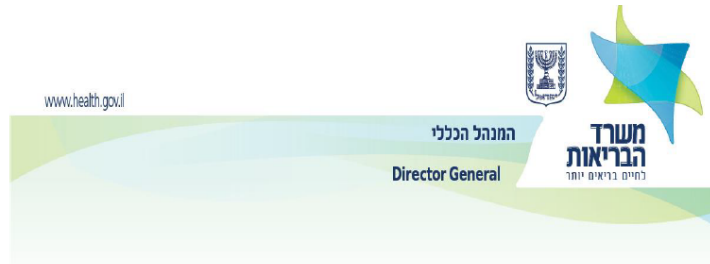 www.health.gov.il
המנהל הכללי
Director General
משרד
הבריאות
לחיים בריאים יותר